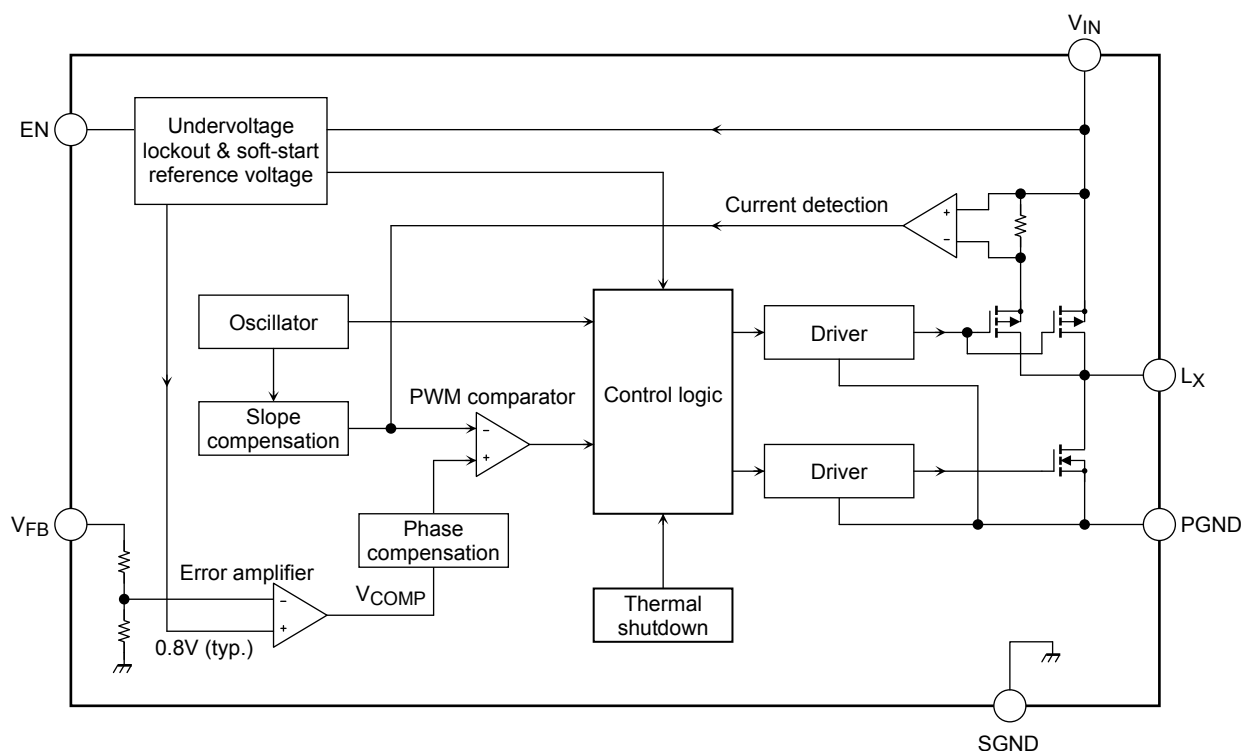 VIN
EN
Undervoltage
lockout & soft-start
reference voltage
Current detection
+
−
Oscillator
Driver
LX
Control logic
PWM comparator
Slope
compensation
−
+
Driver
VFB
Phase
compensation
PGND
Error amplifier
VCOMP
−
+
0.8V (typ.)
Thermal
shutdown
SGND